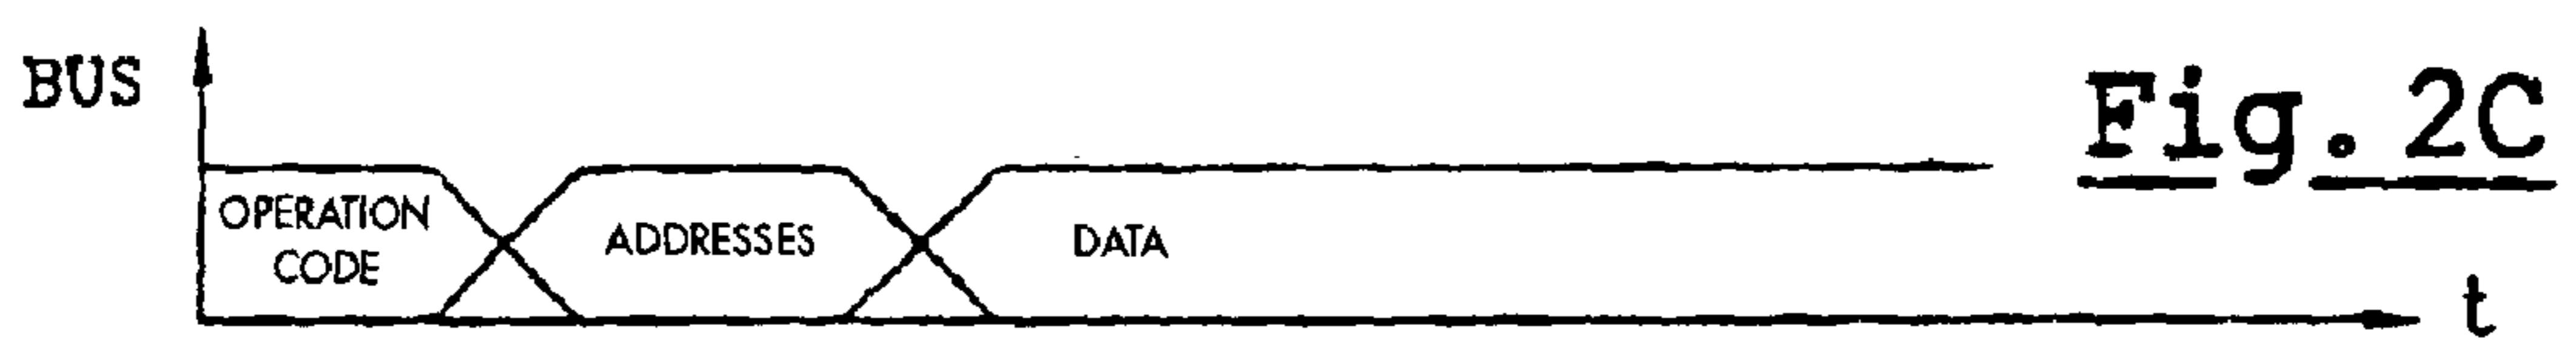 BUS
OPERATION
CODE
ADDRESSES
DATA
t
Fig. 2C